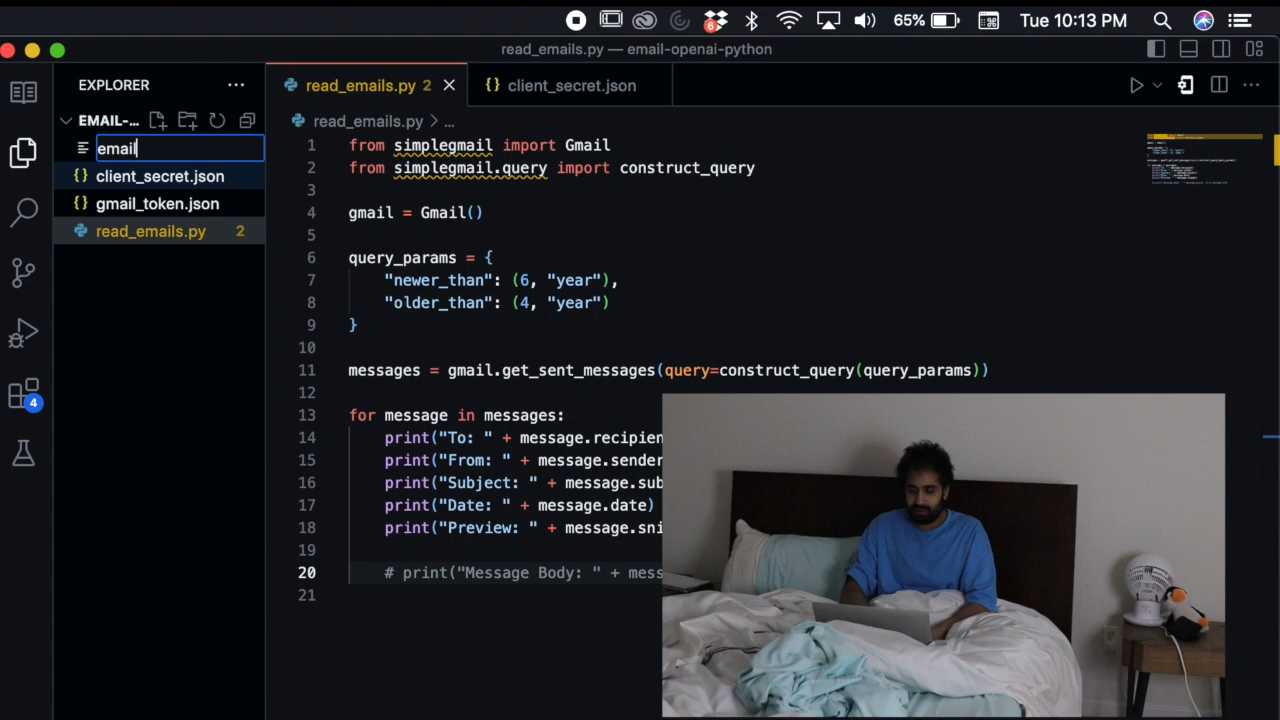 6
65%
Tue 10:13 PM
read_emails.py — email-openai-python
EXPLORER
read_emails.py 2
client_secret.json
EMAIL-...
read_emails.py > ...
email
client_secret.json
gmail_token.json
read_emails.py 2
4
1 from simplegmail import Gmail
2 from simplegmail.query import construct_query
3
4 gmail = Gmail()
5
6 query_params = {
7 "newer_than": (6, "year"),
8 "older_than": (4, "year")
9 }
10
11 messages = gmail.get_sent_messages(query=construct_query(query_params))
12
13 for message in messages:
14 print("To: " + message.recipien
15 print("From: " + message.sender
16 print("Subject: " + message.sub
17 print("Date: " + message.date)
18 print("Preview: " + message.sni
19
20 # print("Message Body: " + mess
21